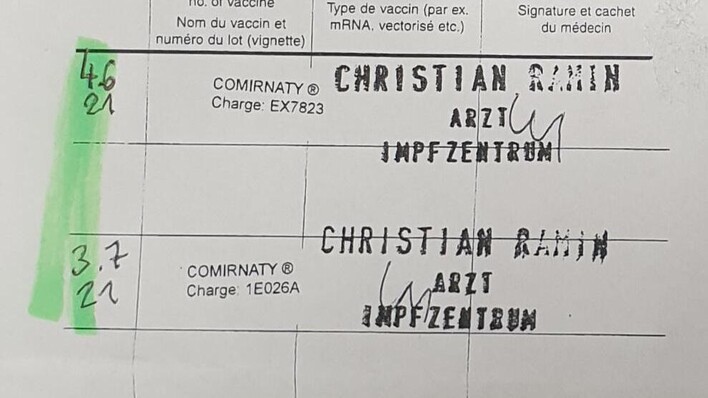 no. of vaccine
Nom du vaccin et
numéro du lot (vignette)
Type de vaccin (par ex.
mRNA. vectorisé etc.)
Signature et cachet
du médecin
4.6
21
COMIRNATY ®
Charge: EX7823
CHRISTIAN RAMIN
ARZT
IMPFZENTRUM
3.7
21
COMIRNATY ®
Charge: 1E026A
CHRISTIAN RAMIN
ARZT
IMPFZENTRUM